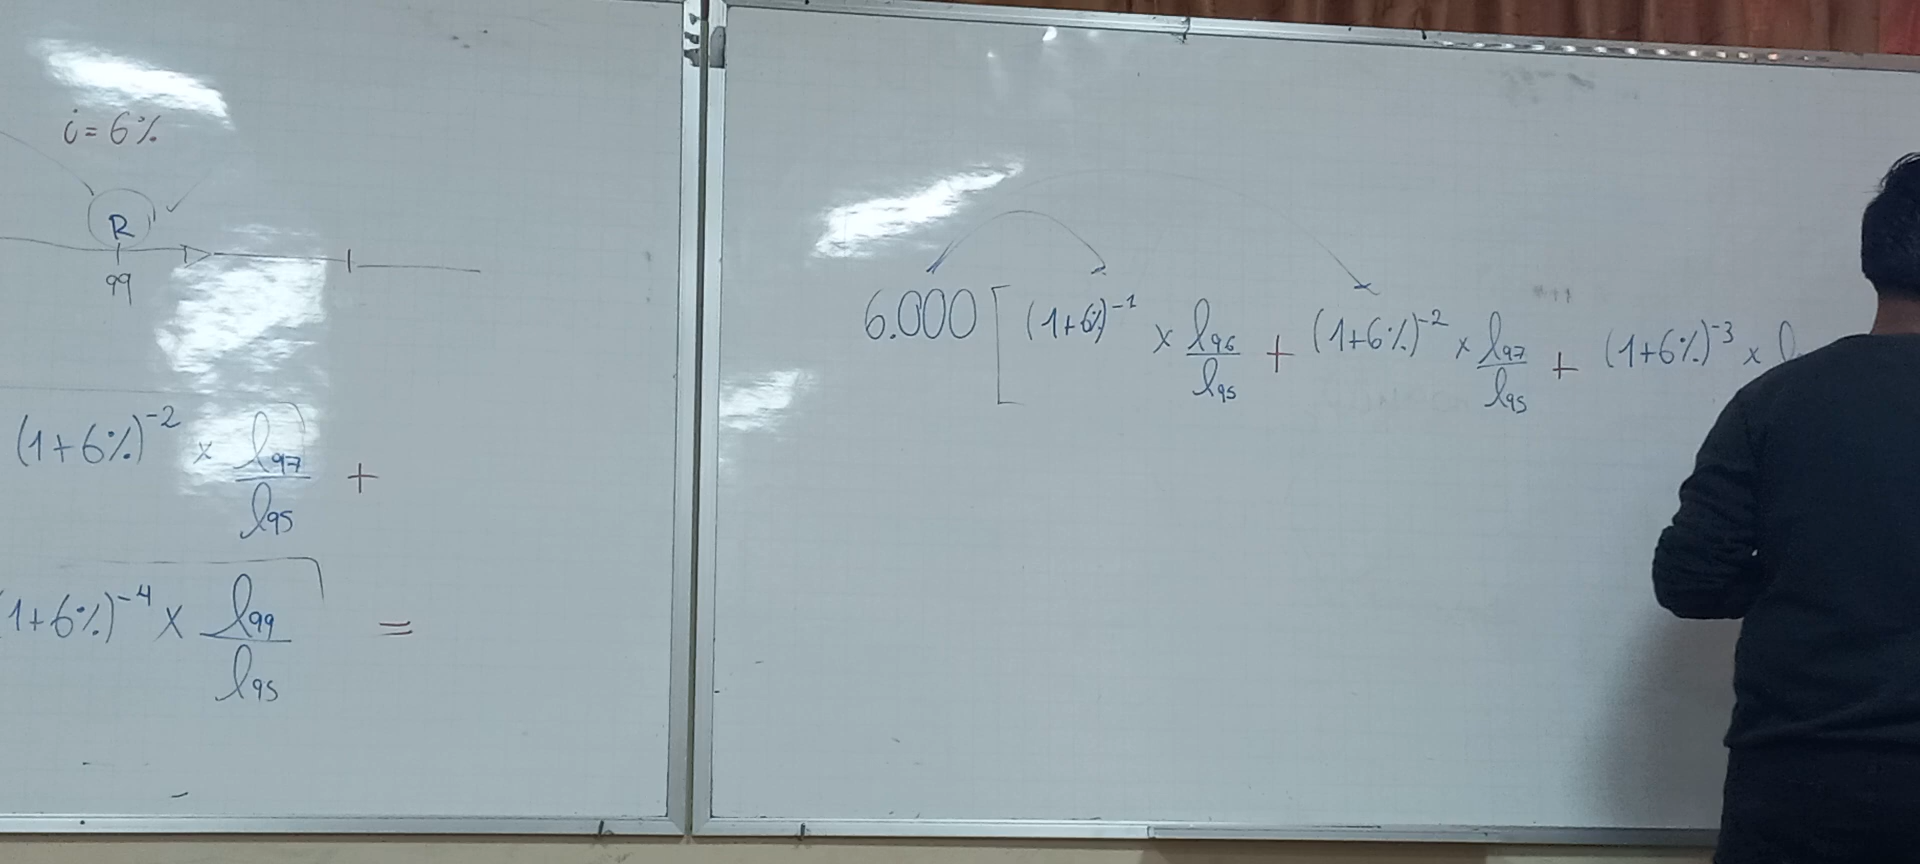 i=6%
R
99
(1+6%)^-2 x l97/l95 +
(1+6%)^-4 x l99/l95 =
6.000 [ (1+6%)^-1 x l96/l95 + (1+6%)^-2 x l97/l95 + (1+6%)^-3 x l